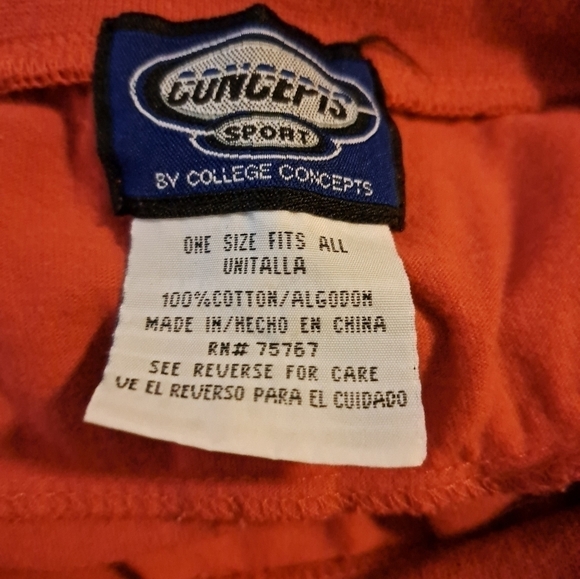 CONCEPTS
SPORT
BY COLLEGE CONCEPTS
ONE SIZE FITS ALL
UNITALLA
100%COTTON/ALGODON
MADE IN/HECHO EN CHINA
RN# 75767
SEE REVERSE FOR CARE
VE EL REVERSO PARA EL CUIDADO